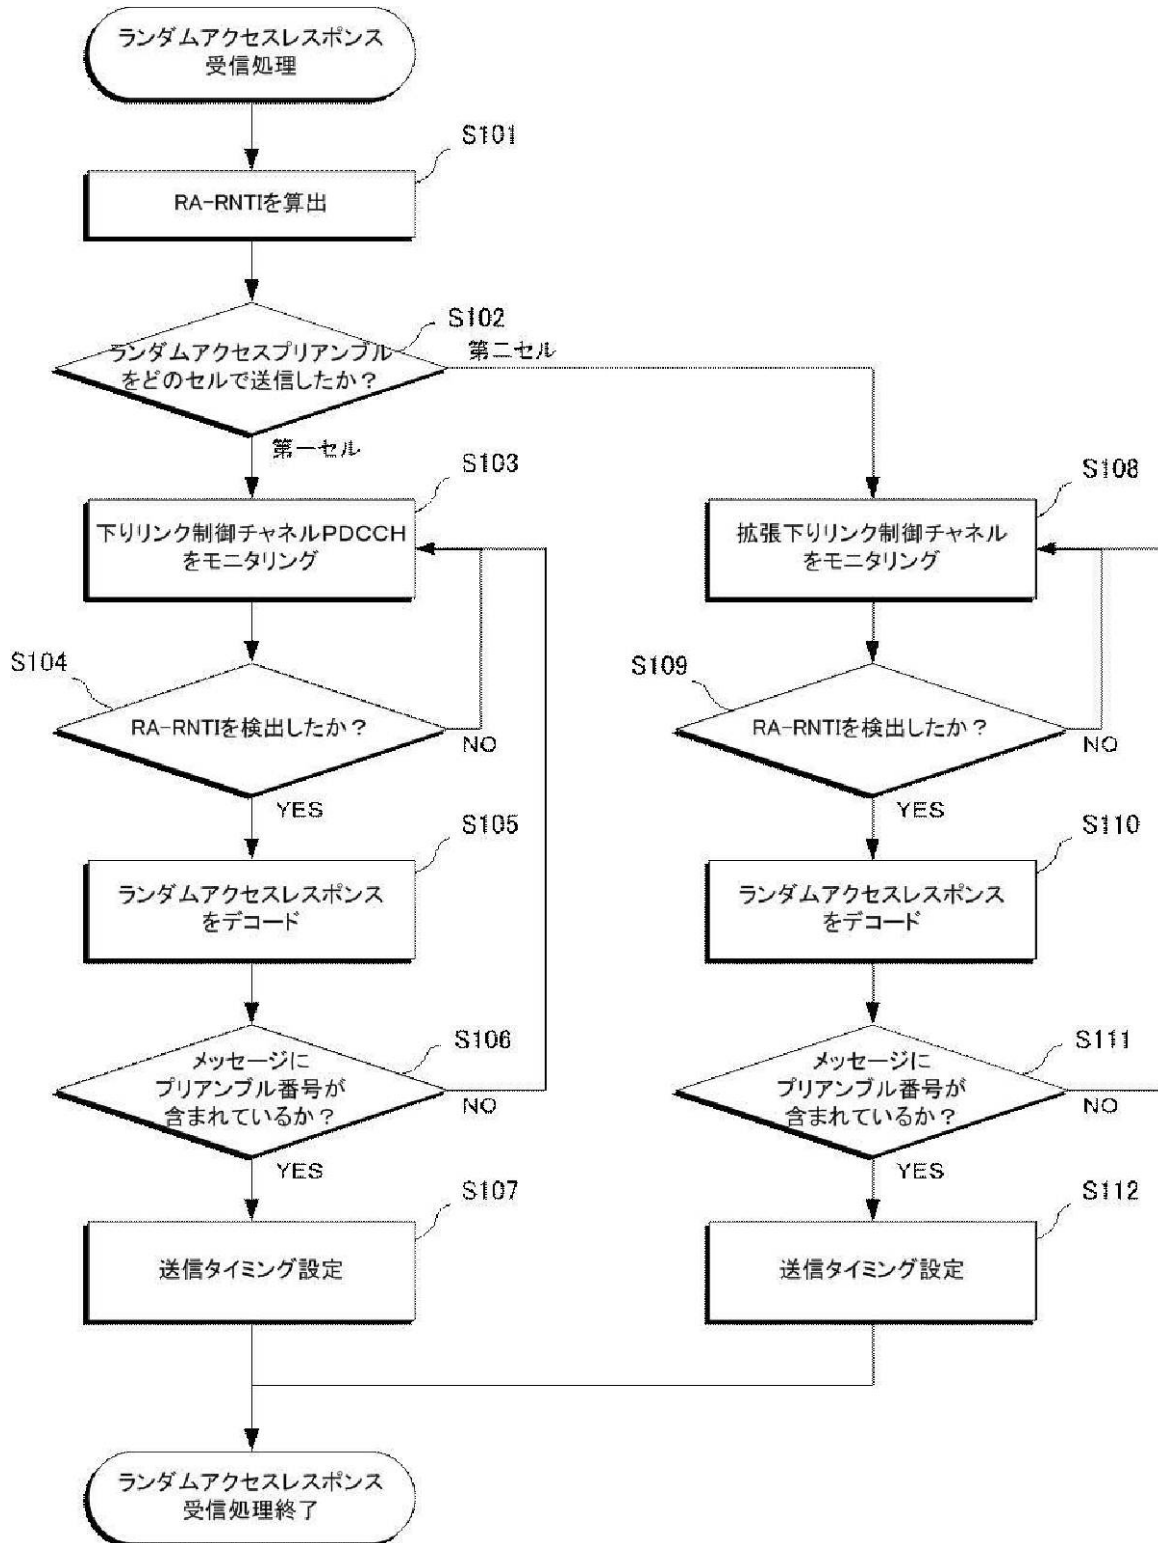 ランダムアクセスレスポンス
受信処理
S101
RA-RNTIを算出
S102
ランダムアクセスプリアンブル
をどのセルで送信したか？
第二セル
第一セル
S103
下りリンク制御チャネルPDCCH
をモニタリング
S104
RA-RNTIを検出したか？
NO
YES
S105
ランダムアクセスレスポンス
をデコード
S106
メッセージに
プリアンブル番号が
含まれているか？
NO
YES
S107
送信タイミング設定
S108
拡張下りリンク制御チャネル
をモニタリング
S109
RA-RNTIを検出したか？
NO
YES
S110
ランダムアクセスレスポンス
をデコード
S111
メッセージに
プリアンブル番号が
含まれているか？
NO
YES
S112
送信タイミング設定
ランダムアクセスレスポンス
受信処理終了